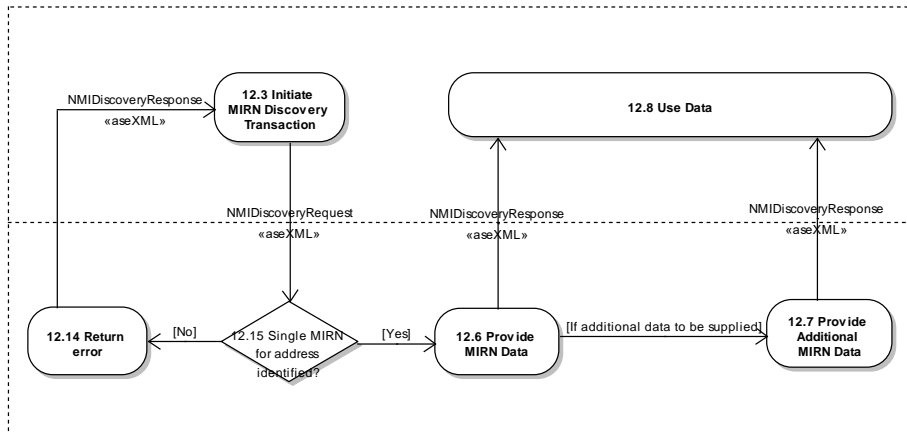 12.3 Initiate
MIRN Discovery
Transaction
12.8 Use Data
NMIDiscoveryResponse
«aseXML»
NMIDiscoveryRequest
«aseXML»
NMIDiscoveryResponse
«aseXML»
NMIDiscoveryResponse
«aseXML»
12.14 Return
error
[No]
12.15 Single MIRN
for address
identified?
[Yes]
12.6 Provide
MIRN Data
[If additional data to be supplied]
12.7 Provide
Additional
MIRN Data